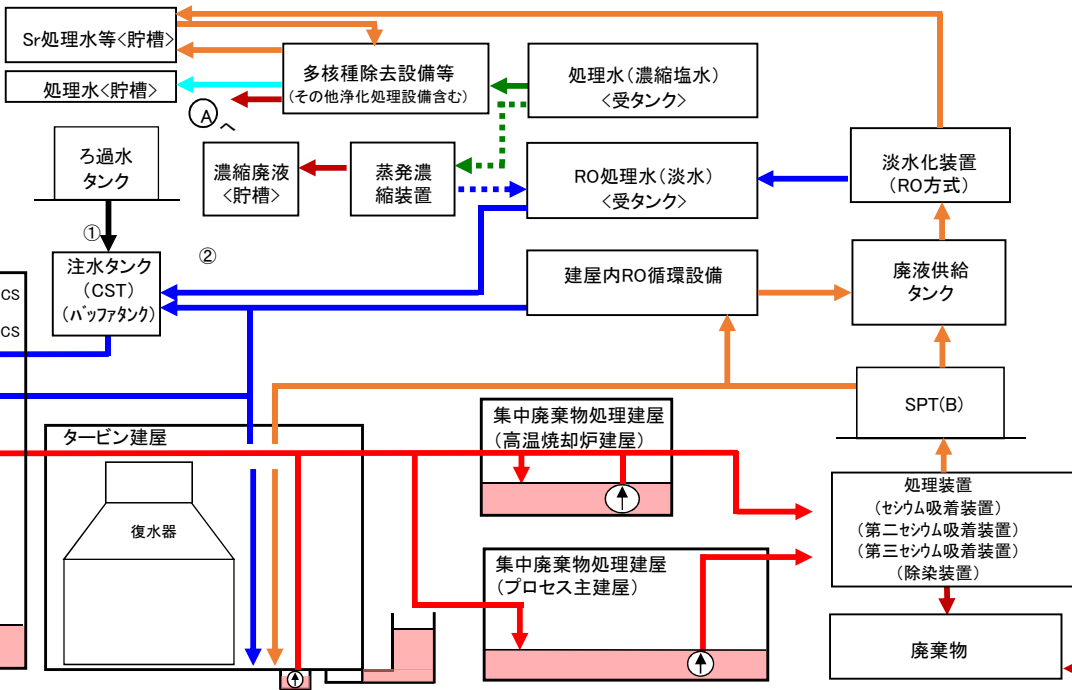 Sr処理水等<貯槽>
処理水<貯槽>
多核種除去設備等
(その他浄化処理設備含む)
処理水(濃縮塩水)
<受タンク>
A
へ
ろ過水
タンク
濃縮廃液
<貯槽>
蒸発濃
縮装置
RO処理水(淡水)
<受タンク>
淡水化装置
(RO方式)
①
②
注水タンク
(CST)
(バッファタンク)
建屋内RO循環設備
廃液供給
タンク
CS
CS
SPT(B)
タービン建屋
復水器
集中廃棄物処理建屋
(高温焼却炉建屋)
集中廃棄物処理建屋
(プロセス主建屋)
処理装置
(セシウム吸着装置)
(第二セシウム吸着装置)
(第三セシウム吸着装置)
(除染装置)
廃棄物